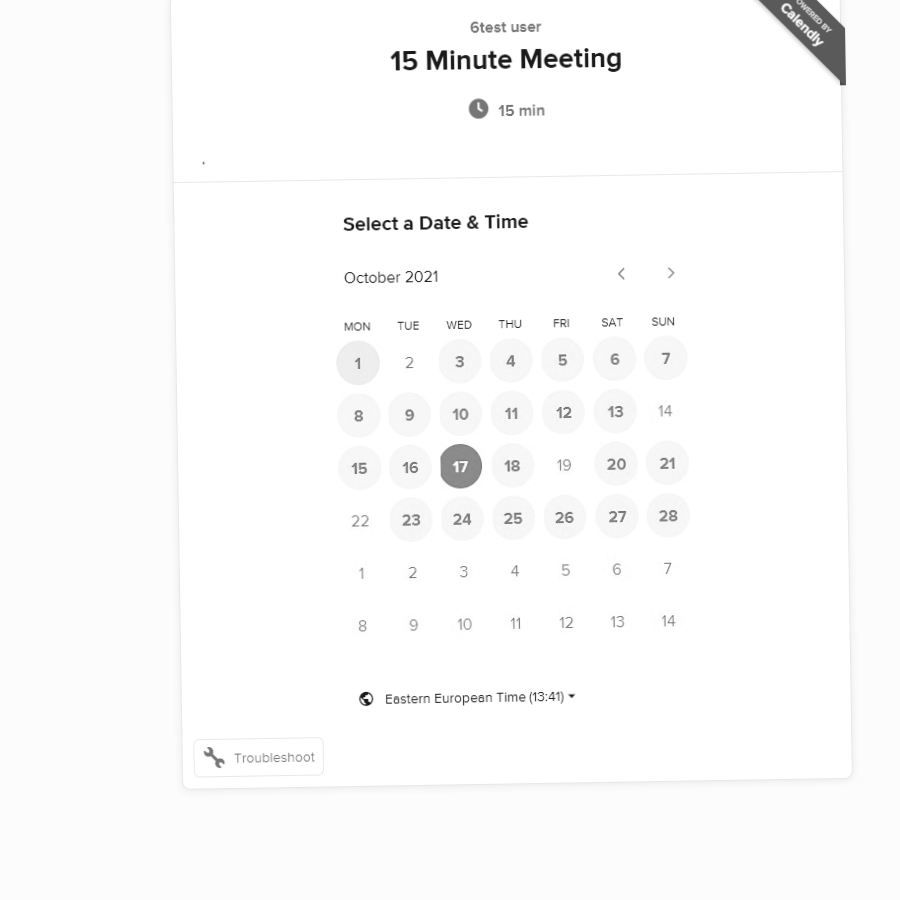 6test user
15 Minute Meeting
15 min
POWERED BY
Calendly
Select a Date & Time
October 2021
MON TUE WED THU FRI SAT SUN
1 2 3 4 5 6 7
8 9 10 11 12 13 14
15 16 17 18 19 20 21
22 23 24 25 26 27 28
1 2 3 4 5 6 7
8 9 10 11 12 13 14
Eastern European Time (13:41)
Troubleshoot